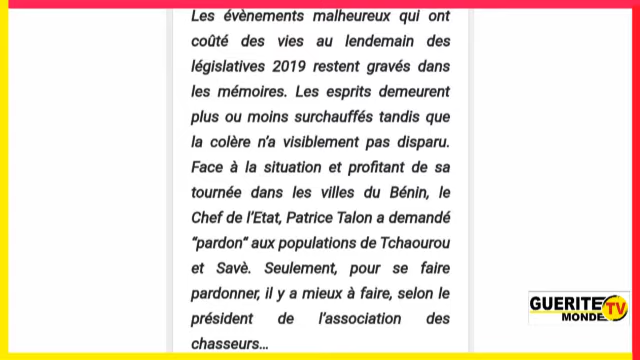 Les évènements malheureux qui ont
coûté des vies au lendemain des
législatives 2019 restent gravés dans
les mémoires. Les esprits demeurent
plus ou moins surchauffés tandis que
la colère n'a visiblement pas disparu.
Face à la situation et profitant de sa
tournée dans les villes du Bénin, le
Chef de l'Etat, Patrice Talon a demandé
"pardon" aux populations de Tchaourou
et Savè. Seulement, pour se faire
pardonner, il y a mieux à faire, selon le
président de l'association des
chasseurs...
GUERITE TV
MONDE